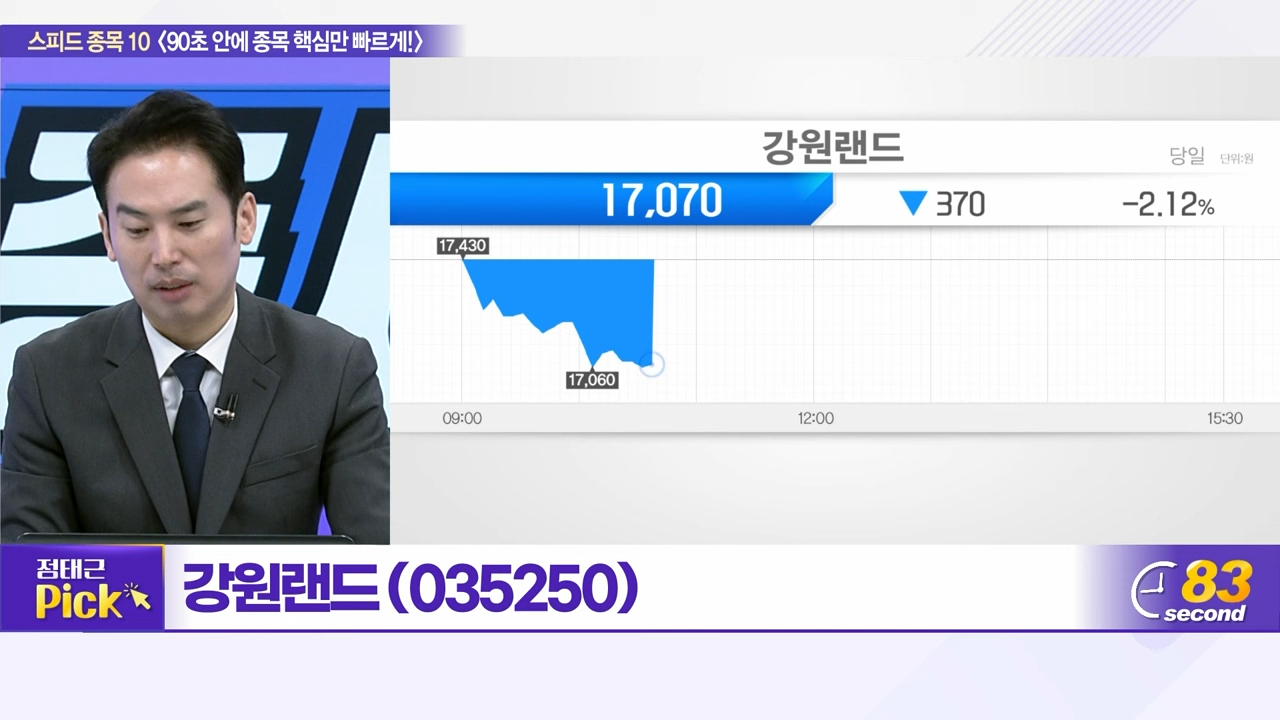 스피드 종목 10 〈90초 안에 종목 핵심만 빠르게!〉
강원랜드
당일 단위:원
17,070 ▼ 370 -2.12%
17,430
17,060
09:00 12:00 15:30
정태근
Pick
강원랜드(035250)
83
second